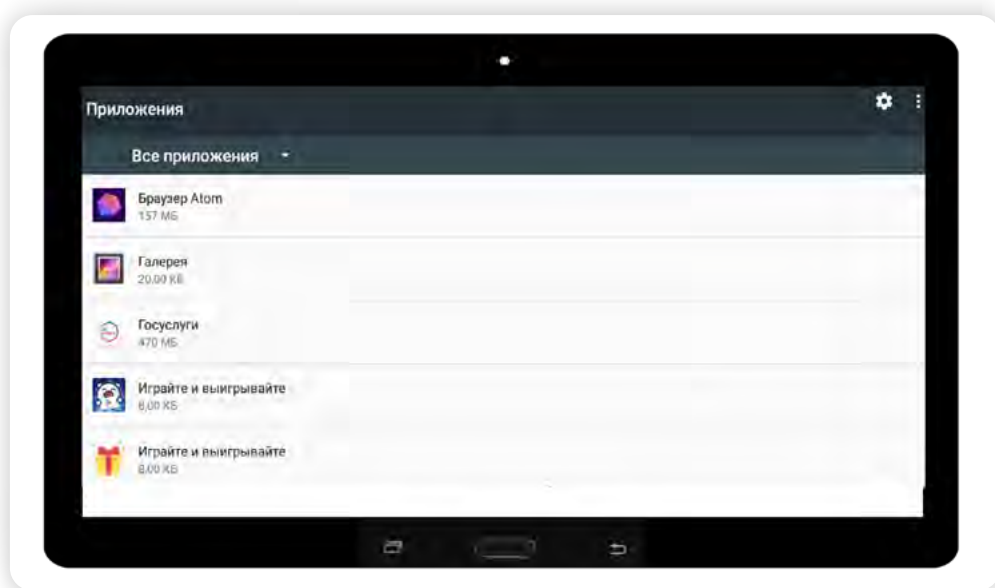 Приложения
Все приложения
Браузер Atom
157 МБ
Галерея
20,00 КБ
Госуслуги
470 МБ
Играйте и выигрывайте
8,00 КБ
Играйте и выигрывайте
8,00 КБ